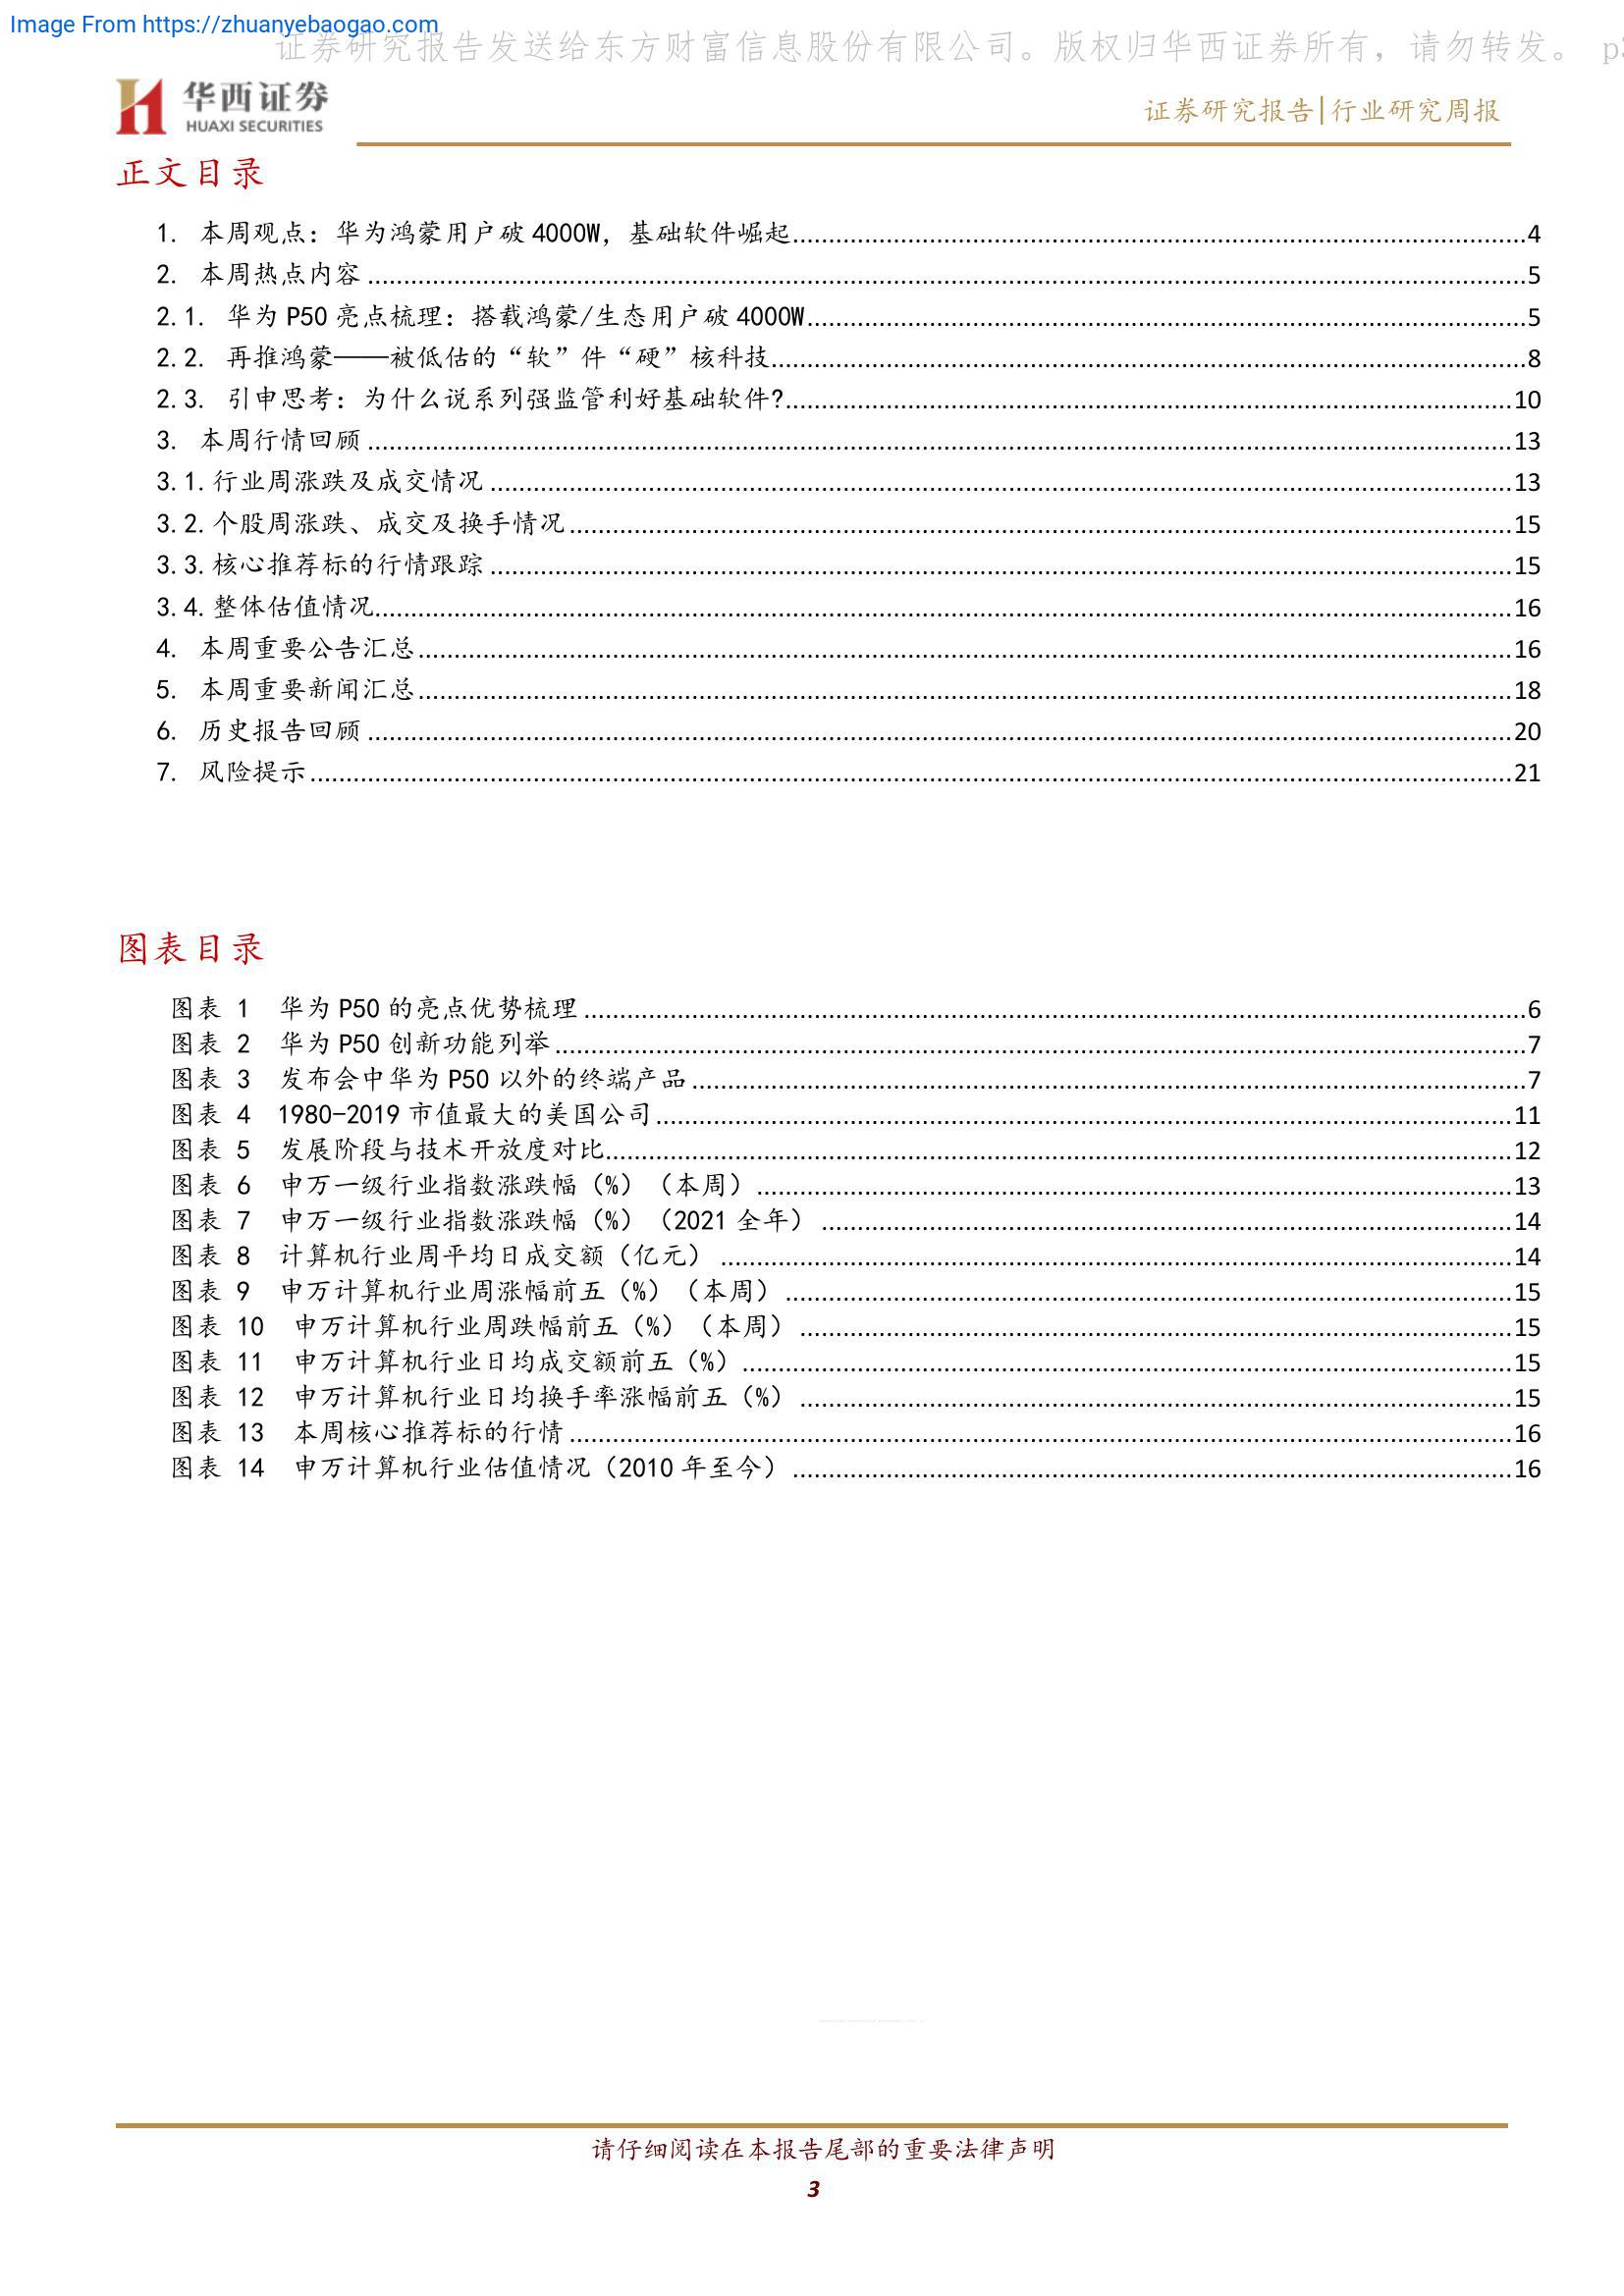 Image From https://zhuanyebaogao.com
证券研究报告发送给东方财富信息股份有限公司。版权归华西证券所有，请勿转发。 p
华西证券
HUAXI SECURITIES
证券研究报告|行业研究周报
正文目录
1. 本周观点：华为鸿蒙用户破 4000W，基础软件崛起........4
2. 本周热点内容........5
2.1. 华为 P50 亮点梳理：搭载鸿蒙/生态用户破 4000W........5
2.2. 再推鸿蒙——被低估的“软”件“硬”核科技........8
2.3. 引申思考：为什么说系列强监管利好基础软件?........10
3. 本周行情回顾........13
3.1.行业周涨跌及成交情况........13
3.2.个股周涨跌、成交及换手情况........15
3.3.核心推荐标的行情跟踪........15
3.4.整体估值情况........16
4. 本周重要公告汇总........16
5. 本周重要新闻汇总........18
6. 历史报告回顾........20
7. 风险提示........21
图表目录
图表 1 华为 P50 的亮点优势梳理........6
图表 2 华为 P50 创新功能列举........7
图表 3 发布会中华为 P50 以外的终端产品........7
图表 4 1980-2019 市值最大的美国公司........11
图表 5 发展阶段与技术开放度对比........12
图表 6 申万一级行业指数涨跌幅（%）（本周）........13
图表 7 申万一级行业指数涨跌幅（%）（2021 全年）........14
图表 8 计算机行业周平均日成交额（亿元）........14
图表 9 申万计算机行业周涨幅前五（%）（本周）........15
图表 10 申万计算机行业周跌幅前五（%）（本周）........15
图表 11 申万计算机行业日均成交额前五（%）........15
图表 12 申万计算机行业日均换手率涨幅前五（%）........15
图表 13 本周核心推荐标的行情........16
图表 14 申万计算机行业估值情况（2010 年至今）........16
请仔细阅读在本报告尾部的重要法律声明
3